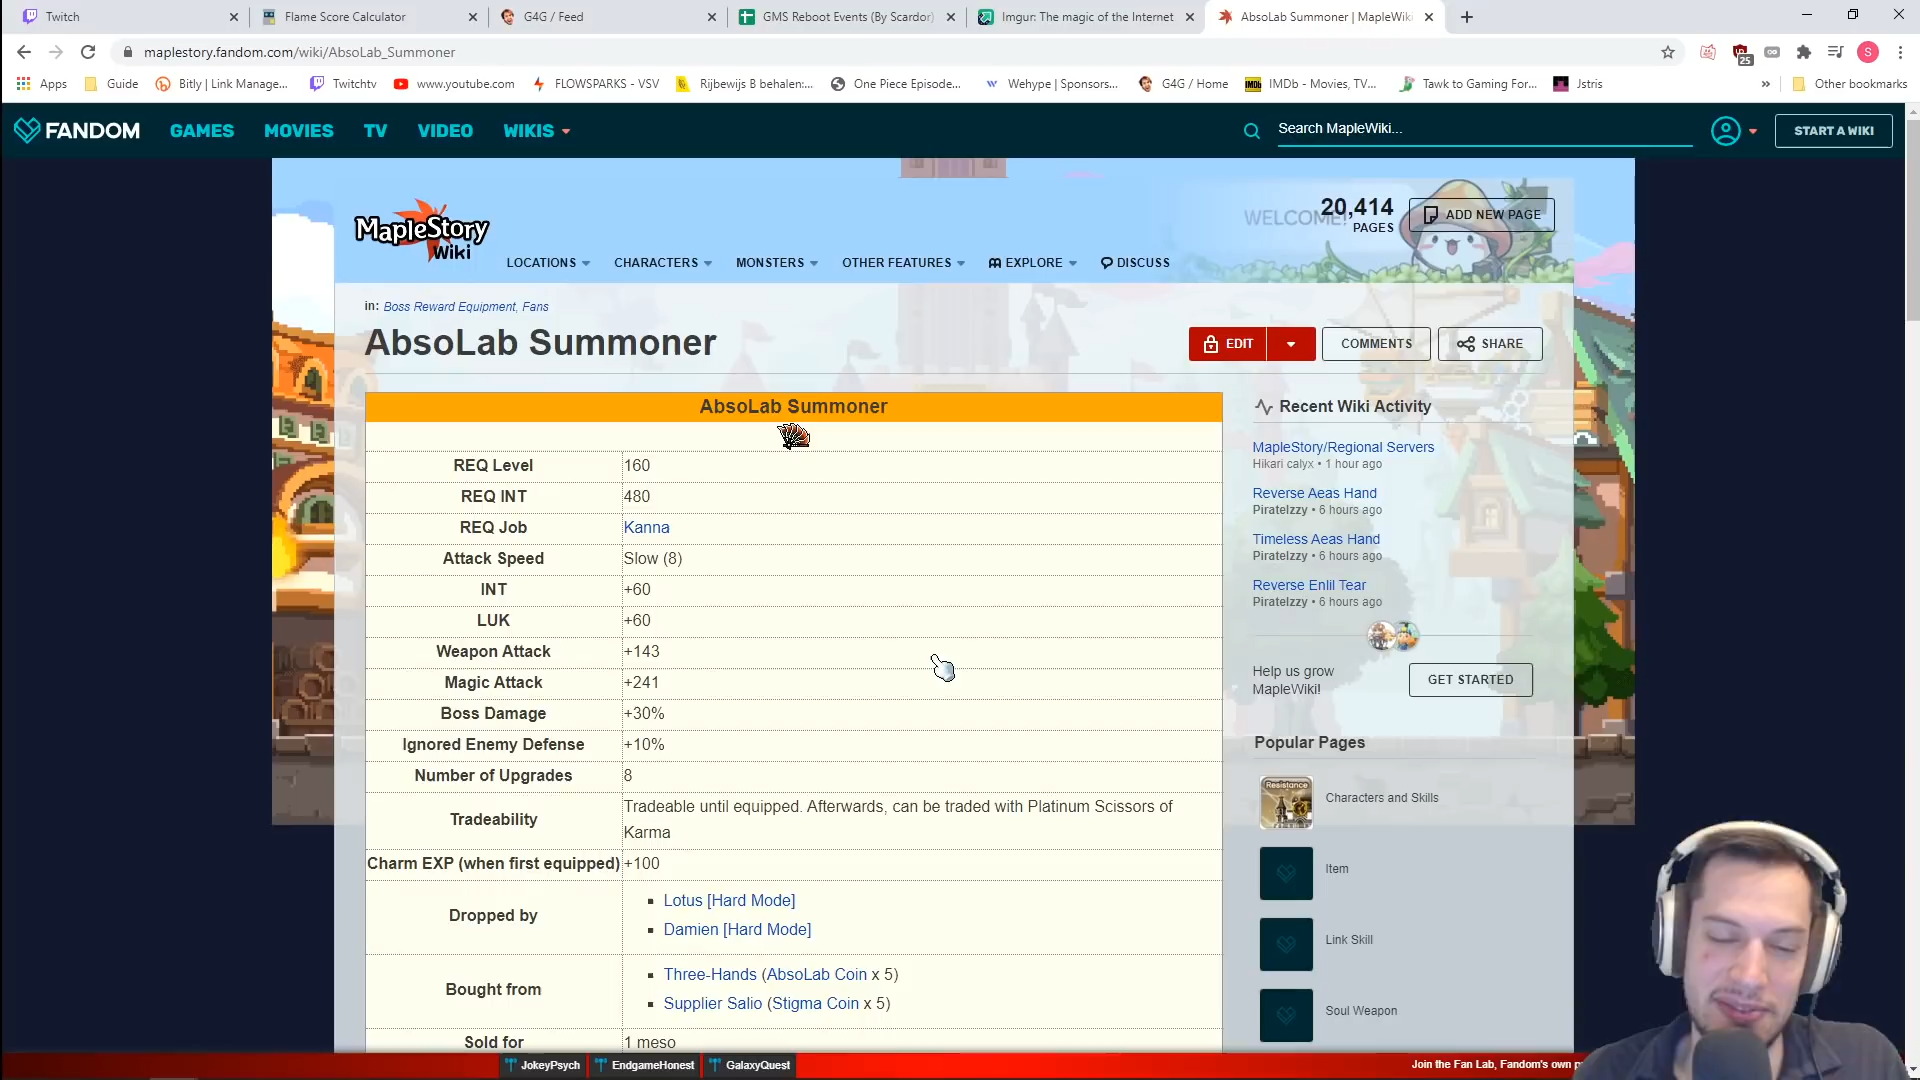 Twitch
Flame Score Calculator
G4G / Feed
GMS Reboot Events (By Scardor)
Imgur: The magic of the Internet
AbsoLab Summoner | MapleWiki
maplestory.fandom.com/wiki/AbsoLab_Summoner
25
S
Apps
Guide
Bitly | Link Manage...
Twitchtv
www.youtube.com
FLOWSPARKS - VSV
Rijbewijs B behalen:...
One Piece Episode...
Wehype | Sponsors...
G4G / Home
IMDb
IMDb - Movies, TV...
Tawk to Gaming For...
Jstris
Other bookmarks
FANDOM
GAMES
MOVIES
TV
VIDEO
WIKIS
Search MapleWiki...
START A WIKI
MapleStory
Wiki
WELCOME!
20,414
PAGES
ADD NEW PAGE
LOCATIONS
CHARACTERS
MONSTERS
OTHER FEATURES
EXPLORE
DISCUSS
in: Boss Reward Equipment, Fans
AbsoLab Summoner
EDIT
COMMENTS
SHARE
AbsoLab Summoner
REQ Level 160
REQ INT 480
REQ Job Kanna
Attack Speed Slow (8)
INT +60
LUK +60
Weapon Attack +143
Magic Attack +241
Boss Damage +30%
Ignored Enemy Defense +10%
Number of Upgrades 8
Tradeability Tradeable until equipped. Afterwards, can be traded with Platinum Scissors of
Karma
Charm EXP (when first equipped) +100
Dropped by
Lotus [Hard Mode]
Damien [Hard Mode]
Bought from
Three-Hands (AbsoLab Coin x 5)
Supplier Salio (Stigma Coin x 5)
Sold for 1 meso
Recent Wiki Activity
MapleStory/Regional Servers
Hikari calyx • 1 hour ago
Reverse Aeas Hand
PirateIzzy • 6 hours ago
Timeless Aeas Hand
PirateIzzy • 6 hours ago
Reverse Enlil Tear
PirateIzzy • 6 hours ago
Help us grow
MapleWiki!
GET STARTED
Popular Pages
Resistance
Characters and Skills
Item
Link Skill
Soul Weapon
JokeyPsych
EndgameHonest
GalaxyQuest
Join the Fan Lab, Fandom's own